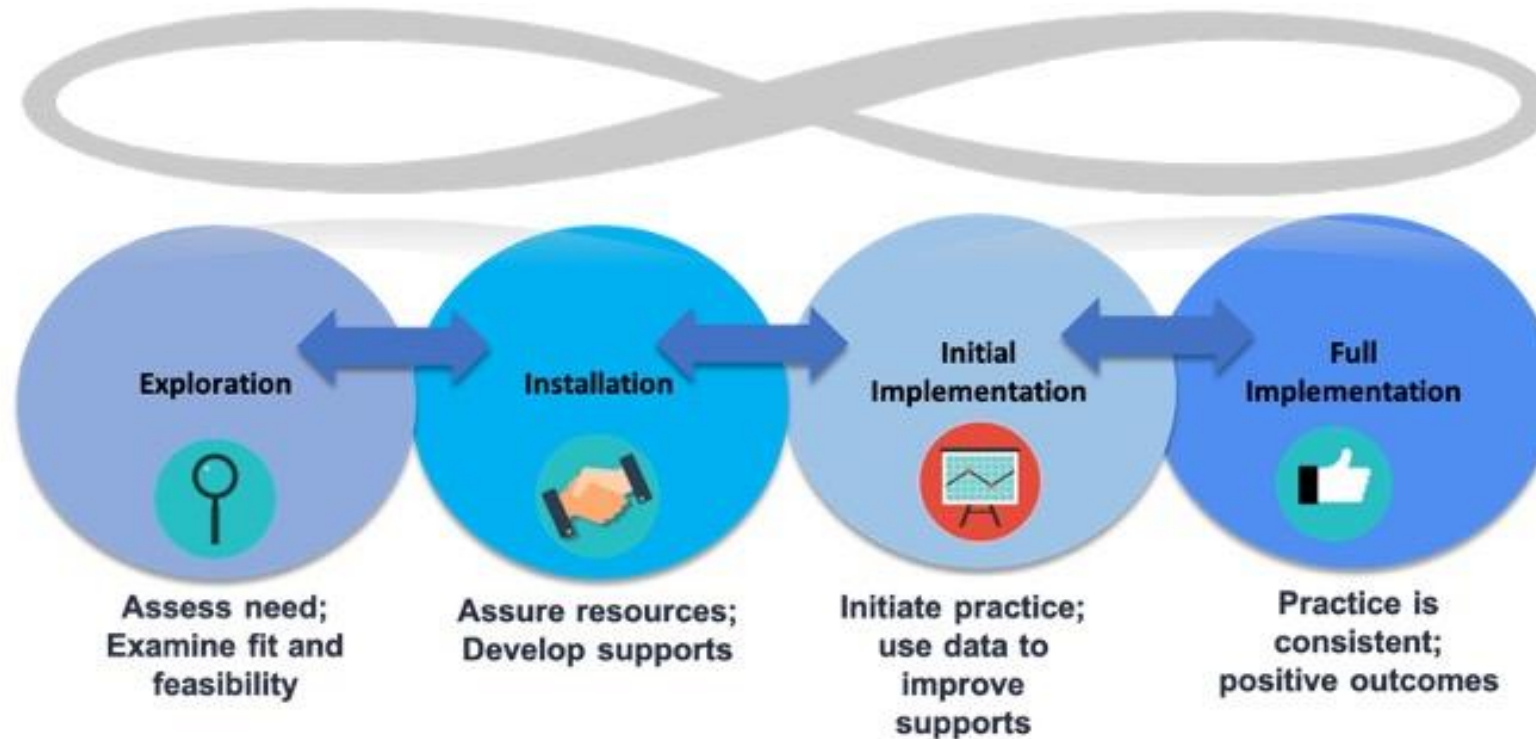 Exploration
Installation
Initial
Implementation
Full
Implementation
Assess need;
Examine fit and
feasibility
Assure resources;
Develop supports
Initiate practice;
use data to
improve
supports
Practice is
consistent;
positive outcomes